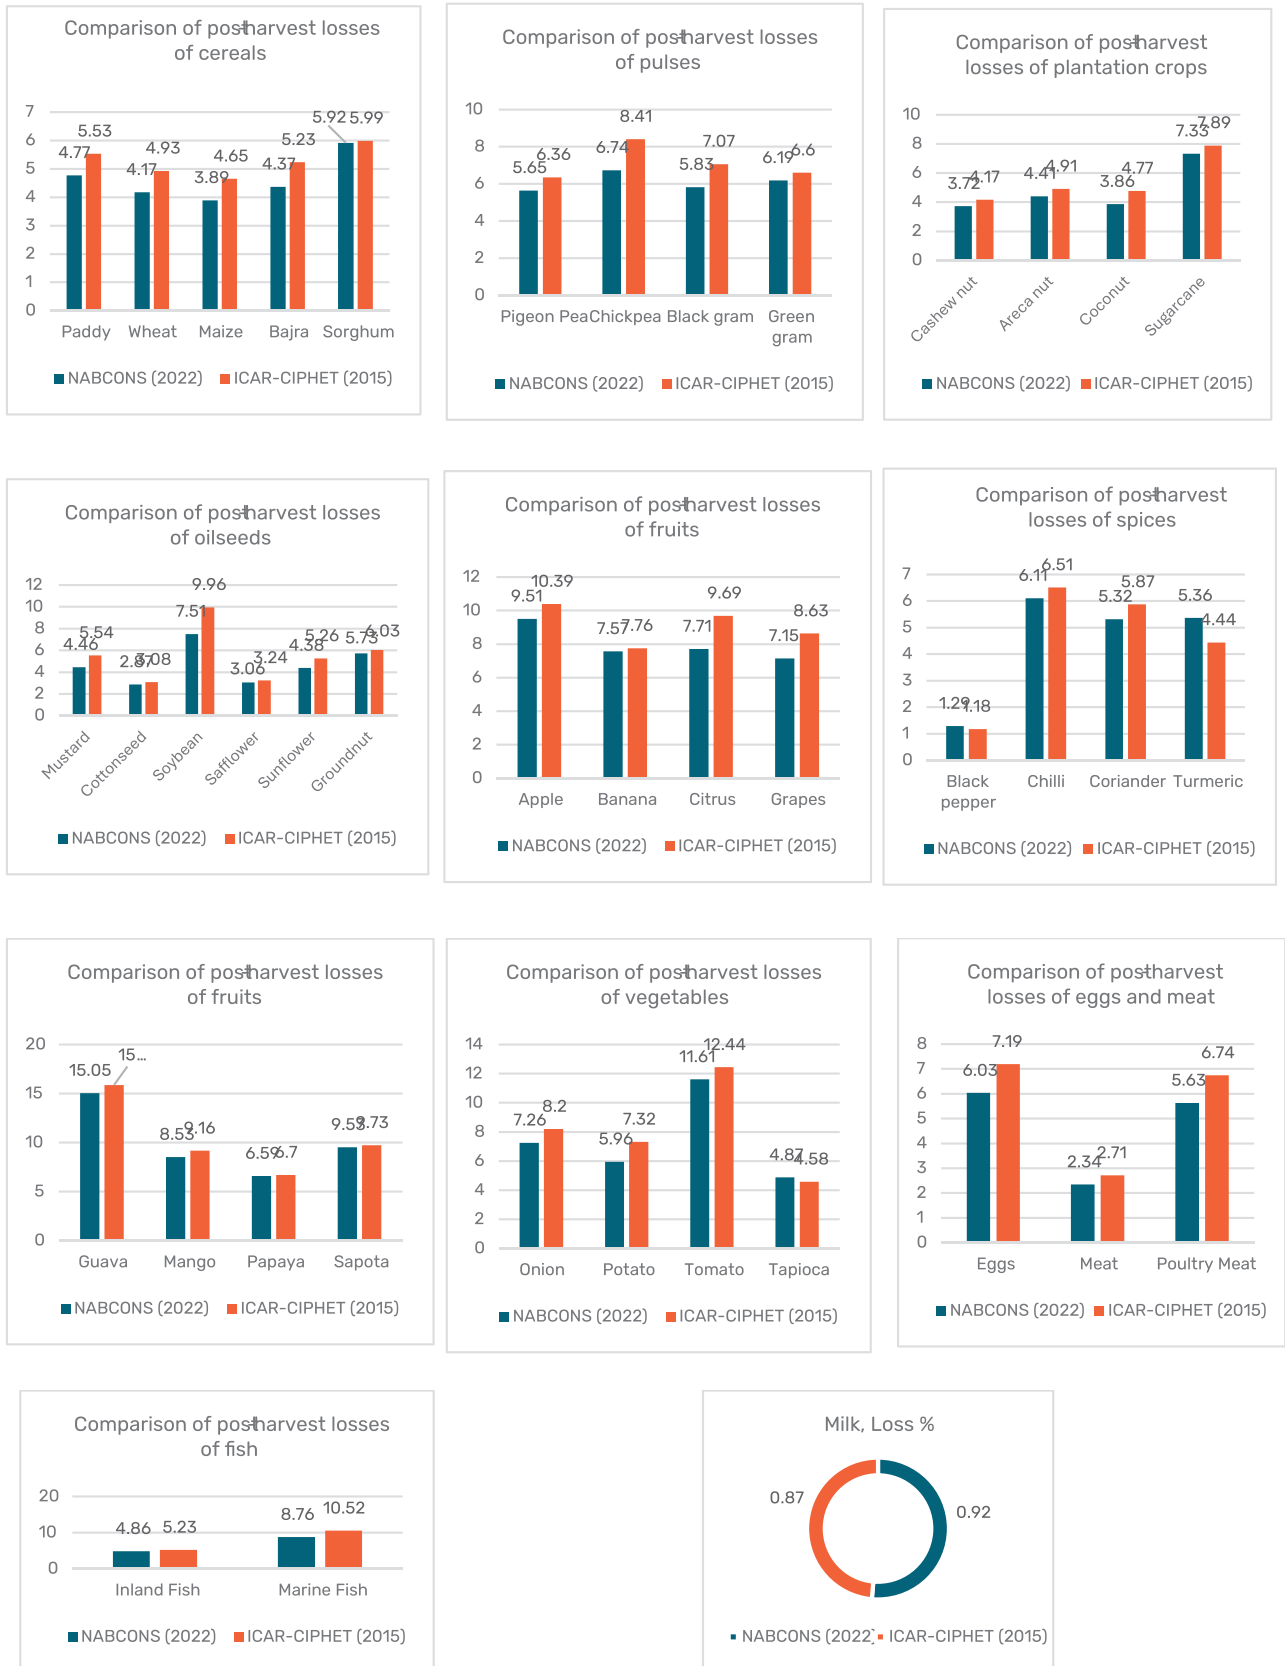 Comparison of post-harvest losses
of cereals
7
6
5
4
3
2
1
0
4.77
5.53
4.17
4.93
3.89
4.65
4.37
5.23
5.92
5.99
Paddy Wheat Maize Bajra Sorghum
NABCONS (2022) ICAR-CIPHET (2015)
Comparison of post-harvest losses
of pulses
10
8
6
4
2
0
5.65
6.36
6.74
8.41
5.83
7.07
6.19
6.6
Pigeon Pea Chickpea Black gram Green
gram
NABCONS (2022) ICAR-CIPHET (2015)
Comparison of post-harvest
losses of plantation crops
10
8
6
4
2
0
3.72
4.17
4.41
4.91
3.86
4.77
7.33
7.89
Cashew nut
Areca nut
Coconut
Sugarcane
NABCONS (2022) ICAR-CIPHET (2015)
Comparison of post-harvest losses
of oilseeds
12
10
8
6
4
2
0
4.46
5.54
2.87
3.08
7.51
9.96
3.06
3.24
4.38
5.26
5.73
6.03
Mustard
Cottonseed
Soybean
Safflower
Sunflower
Groundnut
NABCONS (2022) ICAR-CIPHET (2015)
Comparison of post-harvest losses
of fruits
12
10
8
6
4
2
0
9.51
10.39
7.57
7.76
7.71
9.69
7.15
8.63
Apple Banana Citrus Grapes
NABCONS (2022) ICAR-CIPHET (2015)
Comparison of post-harvest
losses of spices
7
6
5
4
3
2
1
0
1.29
1.18
6.11
6.51
5.32
5.87
5.36
4.44
Black Chilli Coriander Turmeric
pepper
NABCONS (2022) ICAR-CIPHET (2015)
Comparison of post-harvest losses
of fruits
20
15
10
5
0
15.05
15...
8.53
9.16
6.59
6.7
9.53
9.73
Guava Mango Papaya Sapota
NABCONS (2022) ICAR-CIPHET (2015)
Comparison of post-harvest losses
of vegetables
14
12
10
8
6
4
2
0
7.26
8.2
5.96
7.32
11.61
12.44
4.87
4.58
Onion Potato Tomato Tapioca
NABCONS (2022) ICAR-CIPHET (2015)
Comparison of post-harvest
losses of eggs and meat
8
7
6
5
4
3
2
1
0
6.03
7.19
2.34
2.71
5.63
6.74
Eggs Meat Poultry Meat
NABCONS (2022) ICAR-CIPHET (2015)
Comparison of post-harvest losses
of fish
20
10
0
4.86
5.23
8.76
10.52
Inland Fish Marine Fish
NABCONS (2022) ICAR-CIPHET (2015)
Milk, Loss %
0.87
0.92
NABCONS (2022) ICAR-CIPHET (2015)